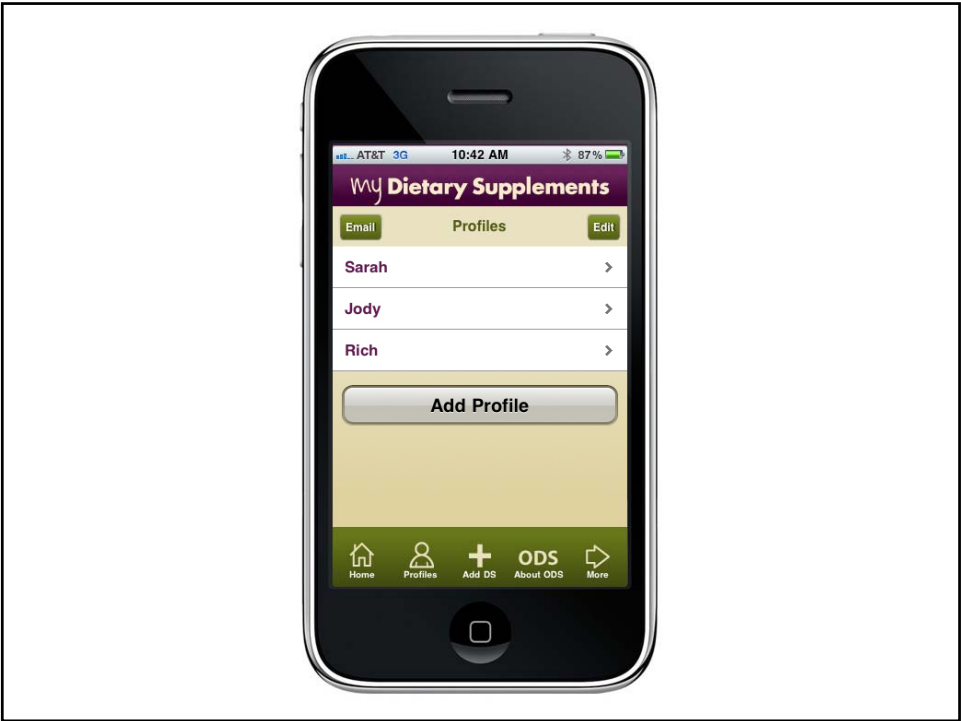 AT&T 3G 10:42 AM 87%
my Dietary Supplements
Email Profiles Edit
Sarah
Jody
Rich
Add Profile
ODS
Home Profiles Add DS About ODS More